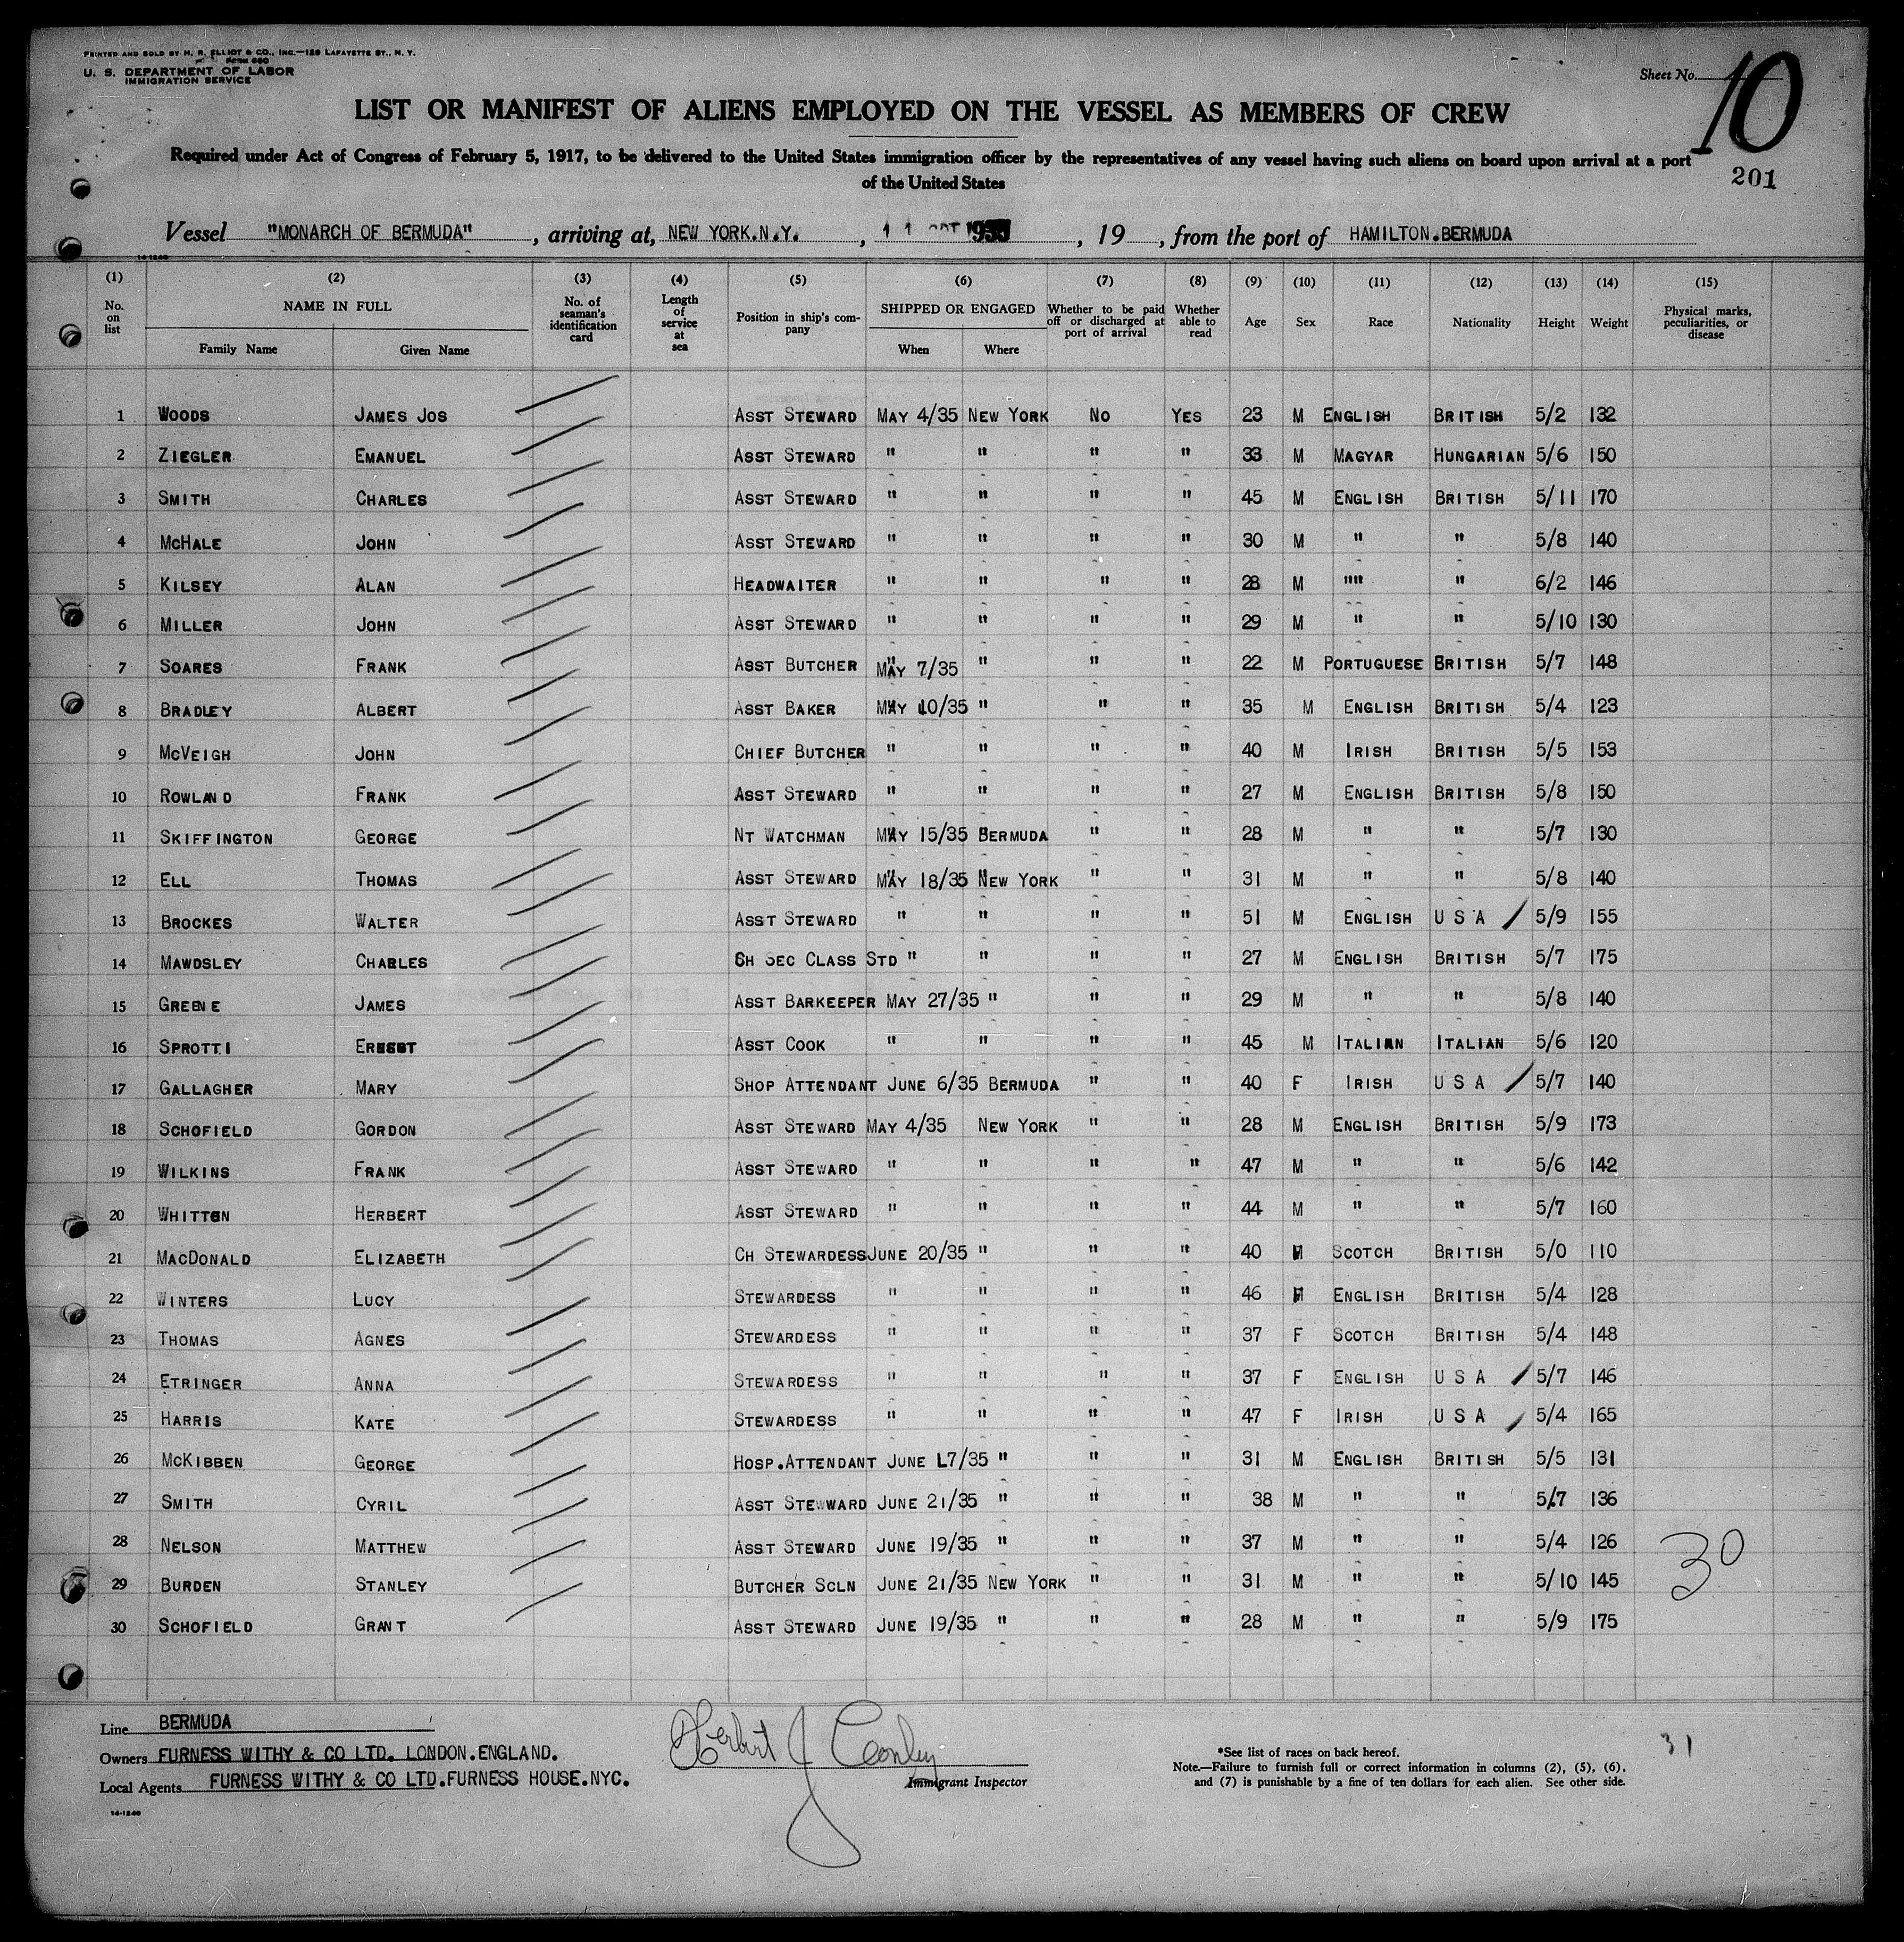 PRINTED AND SOLD BY H. R. ELLIOT & CO., INC.—129 LAFAYETTE ST., N. Y.
FORM 680
U. S. DEPARTMENT OF LABOR
IMMIGRATION SERVICE
Sheet No. 10
LIST OR MANIFEST OF ALIENS EMPLOYED ON THE VESSEL AS MEMBERS OF CREW
Required under Act of Congress of February 5, 1917, to be delivered to the United States immigration officer by the representatives of any vessel having such aliens on board upon arrival at a port
of the United States
201
Vessel "MONARCH OF BERMUDA", arriving at, NEW YORK.N.Y., 11 OCT 1935, 19 , from the port of HAMILTON.BERMUDA
14-1240
(1) (2) (3) (4) (5) (6) (7) (8) (9) (10) (11) (12) (13) (14) (15)
No. on list NAME IN FULL Family Name Given Name No. of seaman's identification card Length of service at sea Position in ship's company SHIPPED OR ENGAGED When Where Whether to be paid off or discharged at port of arrival Whether able to read Age Sex Race Nationality Height Weight Physical marks, peculiarities, or disease
1 WOODS JAMES JOS ASST STEWARD MAY 4/35 NEW YORK NO YES 23 M ENGLISH BRITISH 5/2 132
2 ZIEGLER EMANUEL ASST STEWARD " " " " 33 M MAGYAR HUNGARIAN 5/6 150
3 SMITH CHARLES ASST STEWARD " " " " 45 M ENGLISH BRITISH 5/11 170
4 MCHALE JOHN ASST STEWARD " " " " 30 M " " 5/8 140
5 KILSEY ALAN HEADWAITER " " " " 28 M "" " 6/2 146
6 MILLER JOHN ASST STEWARD " " " " 29 M " " 5/10 130
7 SOARES FRANK ASST BUTCHER MAY 7/35 " " " 22 M PORTUGUESE BRITISH 5/7 148
8 BRADLEY ALBERT ASST BAKER MAY 10/35 " " " 35 M ENGLISH BRITISH 5/4 123
9 MCVEIGH JOHN CHIEF BUTCHER " " " " 40 M IRISH BRITISH 5/5 153
10 ROWLAND FRANK ASST STEWARD " " " " 27 M ENGLISH BRITISH 5/8 150
11 SKIFFINGTON GEORGE NT WATCHMAN MAY 15/35 BERMUDA " " 28 M " " 5/7 130
12 ELL THOMAS ASST STEWARD MAY 18/35 NEW YORK " " 31 M " " 5/8 140
13 BROCKES WALTER ASST STEWARD " " " " 51 M ENGLISH U S A / 5/9 155
14 MAWDSLEY CHARLES CH SEC CLASS STD " " " " 27 M ENGLISH BRITISH 5/7 175
15 GREENE JAMES ASST BARKEEPER MAY 27/35 " " " 29 M " " 5/8 140
16 SPROTTI ASST COOK " " " " 45 M ITALIAN ITALIAN 5/6 120
17 GALLAGHER MARY SHOP ATTENDANT JUNE 6/35 BERMUDA " " 40 F IRISH U S A / 5/7 140
18 SCHOFIELD GORDON ASST STEWARD MAY 4/35 NEW YORK " " 28 M ENGLISH BRITISH 5/9 173
19 WILKINS FRANK ASST STEWARD " " " " 47 M " " 5/6 142
20 WHITTEN HERBERT ASST STEWARD " " " " 44 M " " 5/7 160
21 MACDONALD ELIZABETH CH STEWARDESS JUNE 20/35 " " " 40 SCOTCH BRITISH 5/0 110
22 WINTERS LUCY STEWARDESS " " " " 46 ENGLISH BRITISH 5/4 128
23 THOMAS AGNES STEWARDESS " " " " 37 F SCOTCH BRITISH 5/4 148
24 ETRINGER ANNA STEWARDESS " " " " 37 F ENGLISH U S A / 5/7 146
25 HARRIS KATE STEWARDESS " " " " 47 F IRISH U S A / 5/4 165
26 MCKIBBEN GEORGE HOSP.ATTENDANT JUNE L7/35 " " " 31 M ENGLISH BRITISH 5/5 131
27 SMITH CYRIL ASST STEWWARD JUNE 21/35 " " " 38 M " " 5/7 136
28 NELSON MATTHEW ASST STEWARD JUNE 19/35 " " " 37 M " " 5/4 126
29 BURDEN STANLEY BUTCHER SCLN JUNE 21/35 NEW YORK " " 31 M " " 5/10 145
30 SCHOFIELD GRANT ASST STEWARD JUNE 19/35 " " " 28 M " " 5/9 175
30
Line BERMUDA
Owners FURNESS WITHY & CO LTD. LONDON.ENGLAND.
Local Agents FURNESS WITHY & CO LTD.FURNESS HOUSE.NYC.
14-1240
Herbert J Conley
Immigrant Inspector
*See list of races on back hereof.
Note.—Failure to furnish full or correct information in columns (2), (5), (6),
and (7) is punishable by a fine of ten dollars for each alien. See other side.
31